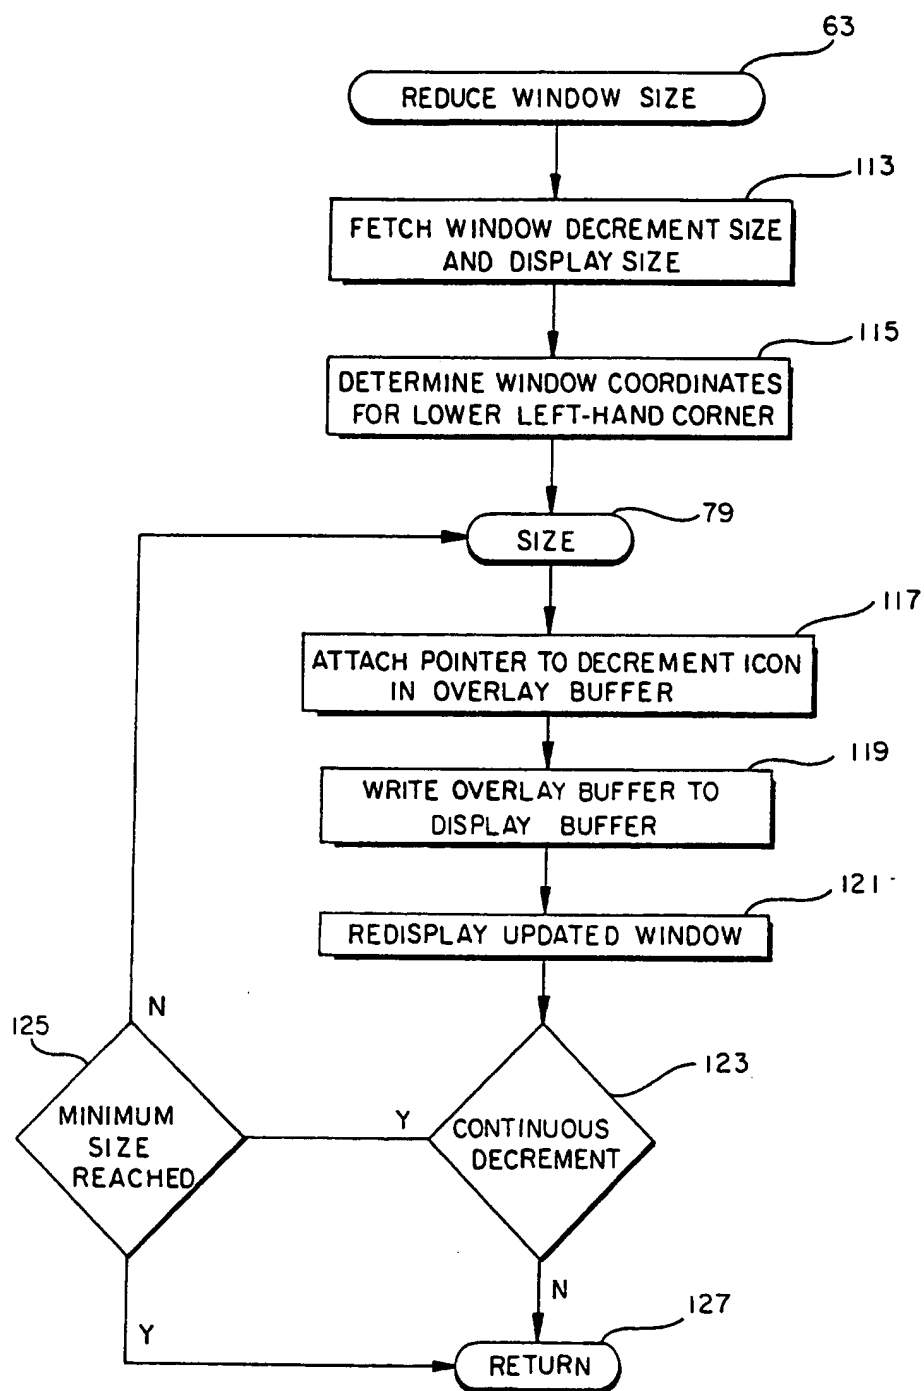 63
REDUCE WINDOW SIZE
113
FETCH WINDOW DECREMENT SIZE
AND DISPLAY SIZE
115
DETERMINE WINDOW COORDINATES
FOR LOWER LEFT-HAND CORNER
79
SIZE
117
ATTACH POINTER TO DECREMENT ICON
IN OVERLAY BUFFER
119
WRITE OVERLAY BUFFER TO
DISPLAY BUFFER
121
REDISPLAY UPDATED WINDOW
N
125
123
MINIMUM
SIZE
REACHED
Y
CONTINUOUS
DECREMENT
N
Y
127
RETURN